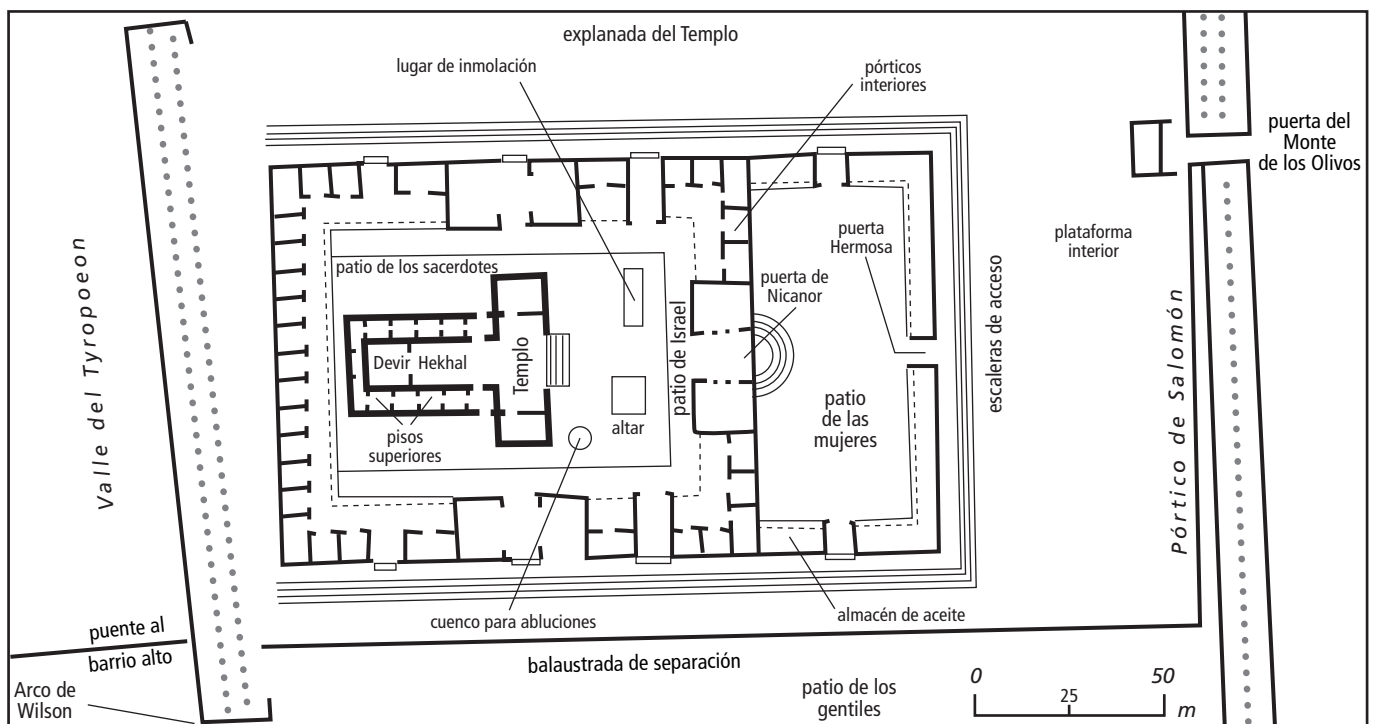 explanada del Templo
lugar de inmolación
pórticos
interiores
puerta del
Monte
de los Olivos
Valle del Tyropoeon
patio de los sacerdotes
puerta
Hermosa
plataforma
interior
puerta de
Nicanor
escaleras de acceso
Pórtico de Salomón
Devir Hekhal
Templo
patio de Israel
patio
de las
mujeres
altar
pisos
superiores
cuenco para abluciones
almacén de aceite
puente al
barrio alto
balaustrada de separación
Arco de
Wilson
patio de los
gentiles
0 50
25
m